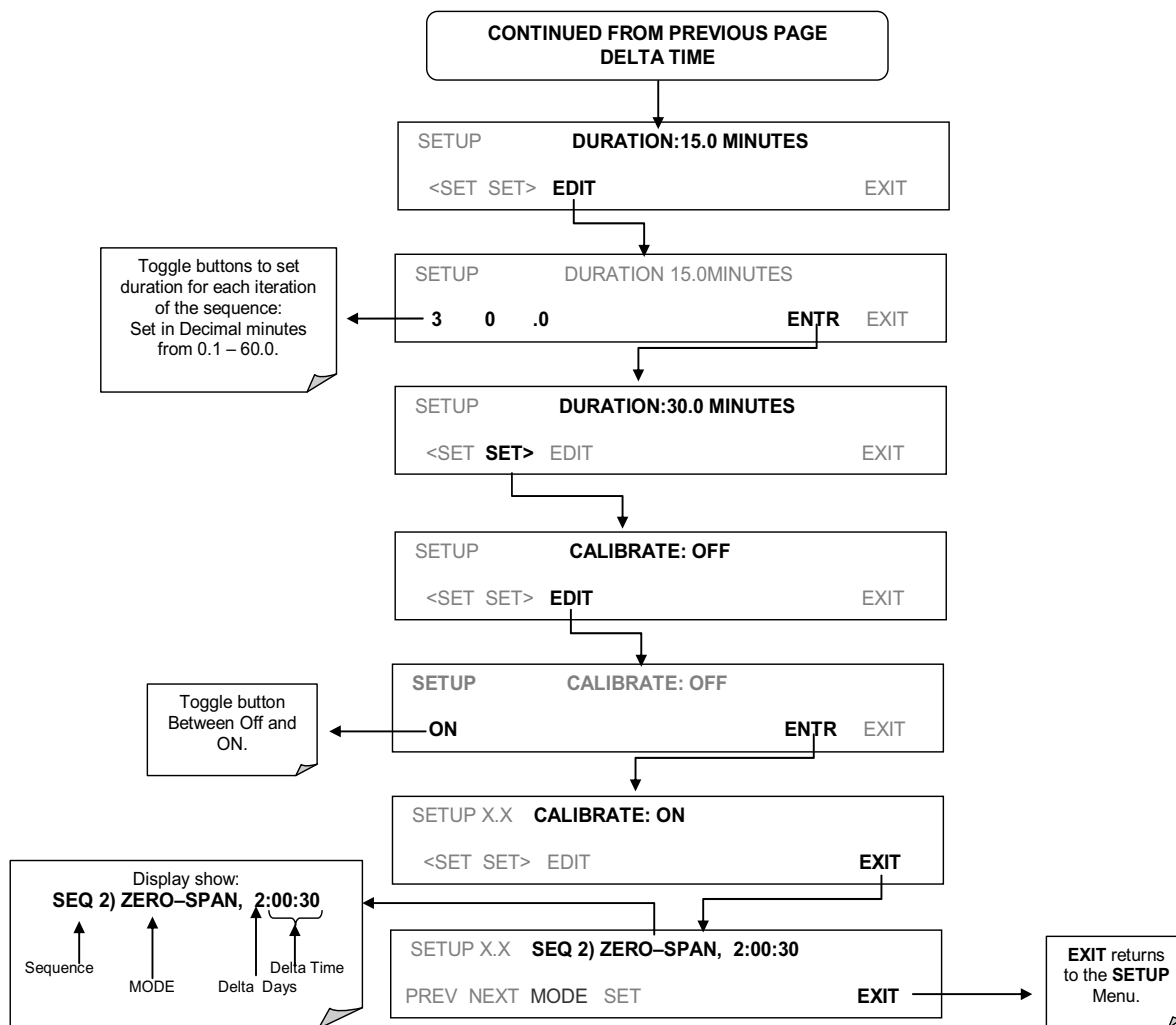 CONTINUED FROM PREVIOUS PAGE
DELTA TIME
SETUP DURATION:15.0 MINUTES
<SET SET> EDIT EXIT
Toggle buttons to set
duration for each iteration
of the sequence:
Set in Decimal minutes
from 0.1 – 60.0.
SETUP DURATION 15.0MINUTES
3 0 .0 ENTR EXIT
SETUP DURATION:30.0 MINUTES
<SET SET> EDIT EXIT
SETUP CALIBRATE: OFF
<SET SET> EDIT EXIT
Toggle button
Between Off and
ON.
SETUP CALIBRATE: OFF
ON ENTR EXIT
SETUP X.X CALIBRATE: ON
<SET SET> EDIT EXIT
Display show:
SEQ 2) ZERO–SPAN, 2:00:30
Sequence
MODE
Delta Days
Delta Time
SETUP X.X SEQ 2) ZERO–SPAN, 2:00:30
PREV NEXT MODE SET EXIT
EXIT returns
to the SETUP
Menu.